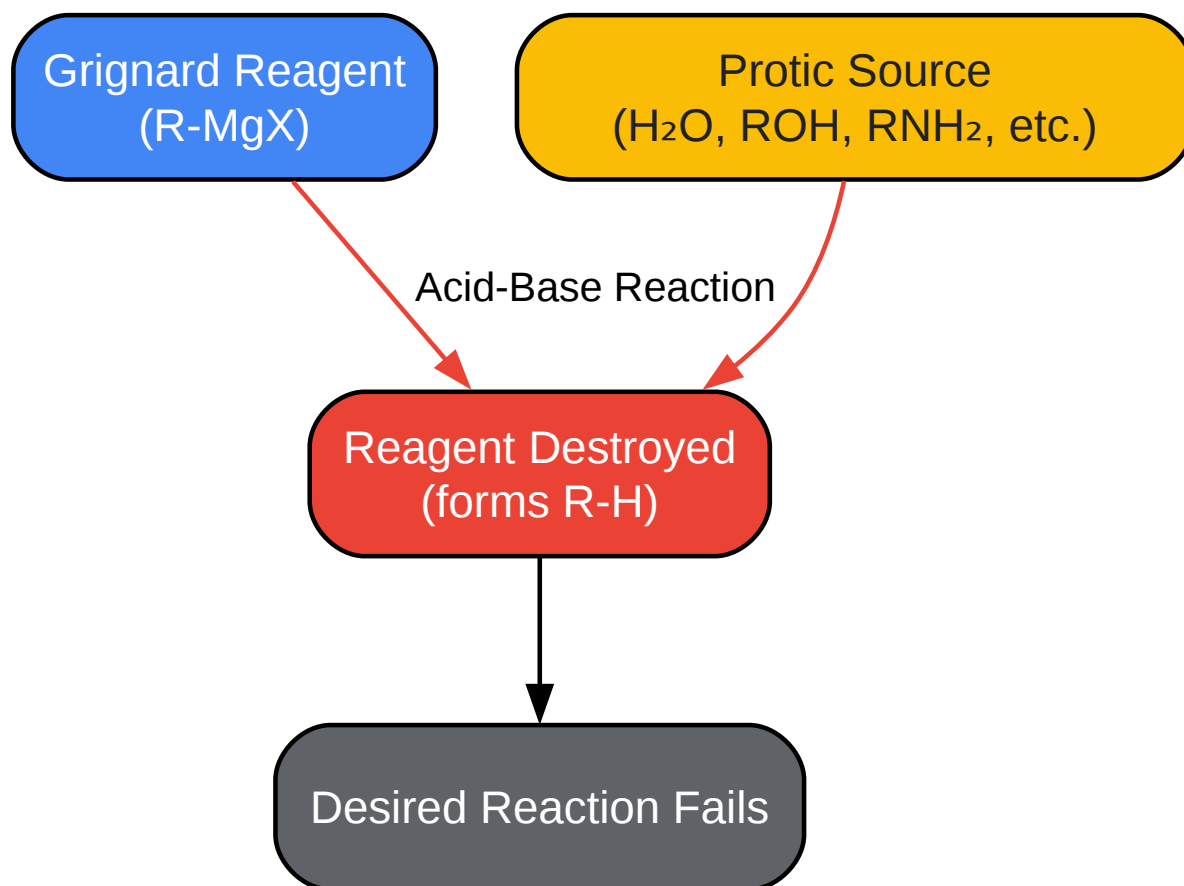 Grignard Reagent
(R-MgX)
Protic Source
(H₂O, ROH, RNH₂, etc.)
Acid-Base Reaction
Reagent Destroyed
(forms R-H)
Desired Reaction Fails